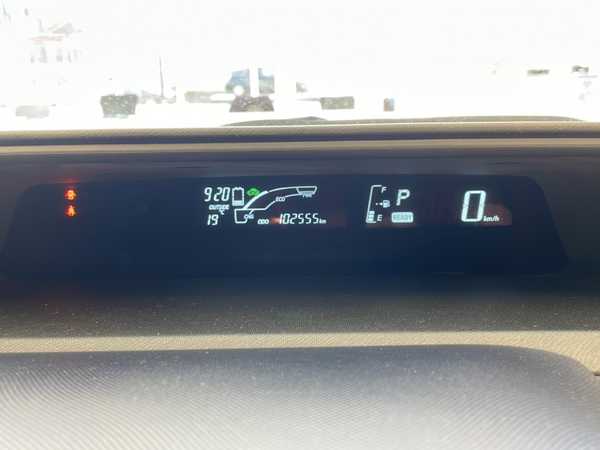 9:20
OUTSIDE
19 °C
CHG ECO PWR
ODO 102555 km
F
E
P
READY
0 km/h